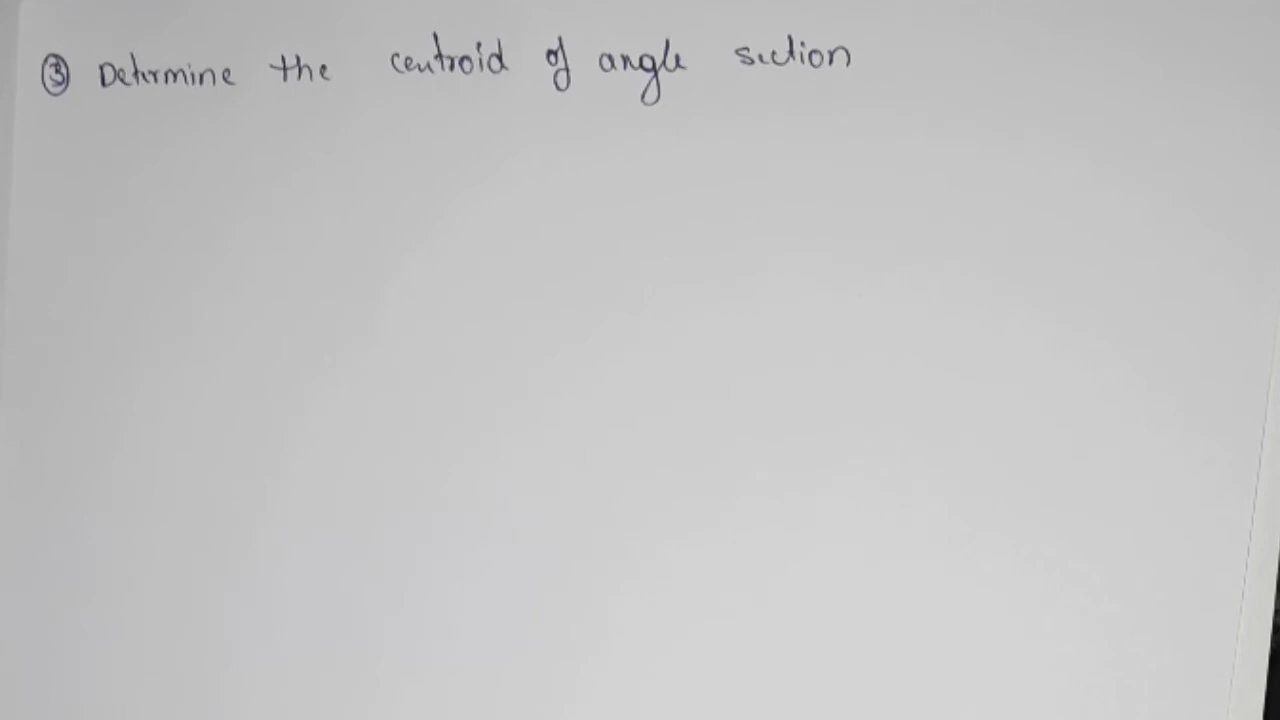 ③ Determine the centroid of angle section